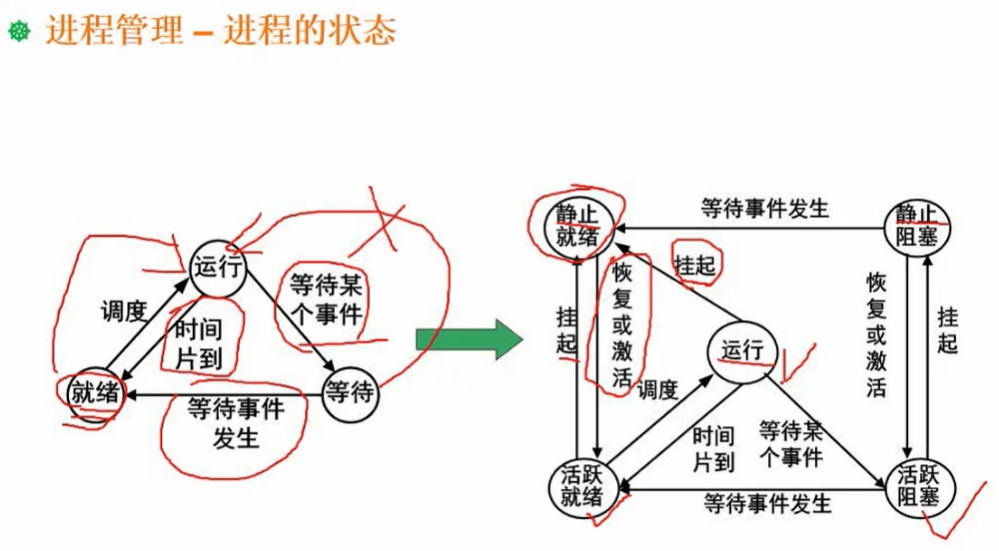 进程管理 – 进程的状态
运行
调度
时间
片到
等待某
个事件
就绪
等待
等待事件
发生
静止
就绪
等待事件发生
静止
阻塞
挂起
恢复或激活
挂起
运行
恢复或激活
挂起
调度
时间
片到
等待某
个事件
活跃
就绪
等待事件发生
活跃
阻塞